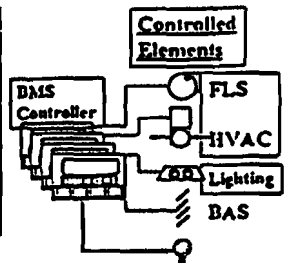 Controlled
Elements
BMS
Controller
FLS
HVAC
Lighting
BAS